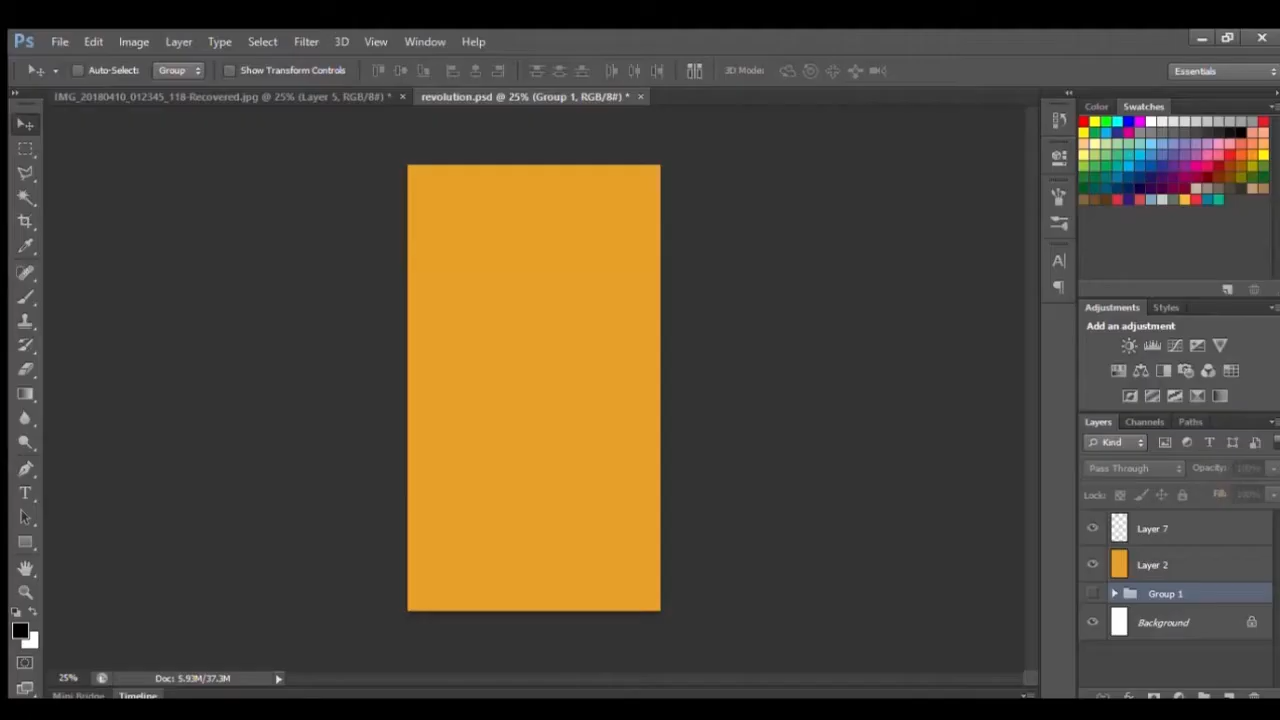 Ps File Edit Image Layer Type Select Filter 3D View Window Help
Auto-Select: Group Show Transform Controls 3D Mode: Essentials
IMG_20180410_012345_118-Recovered.jpg @ 25% (Layer 5, RGB/8#) * × revolution.psd @ 25% (Group 1, RGB/8#) * ×
Color Swatches
Adjustments Styles
Add an adjustment
Layers Channels Paths
Kind
Pass Through Opacity: 100%
Lock: Fill: 100%
Layer 7
Layer 2
Group 1
Background
25% Doc: 5.93M/37.3M
Mini Bridge Timeline